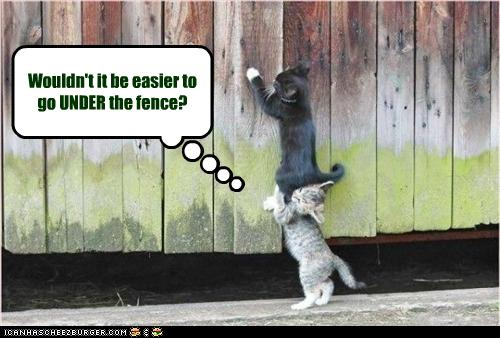 Wouldn't it be easier to
go UNDER the fence?
ICANHASCHEEZBURGER.COM